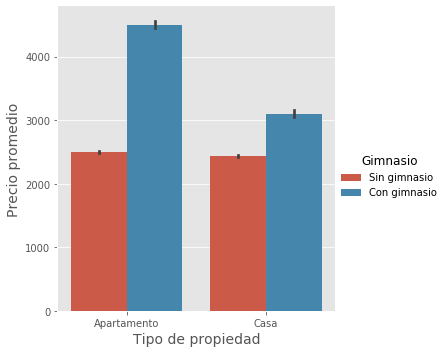 4000
3000
2000
1000
0
Precio promedio
Apartamento
Casa
Tipo de propiedad
Gimnasio
Sin gimnasio
Con gimnasio